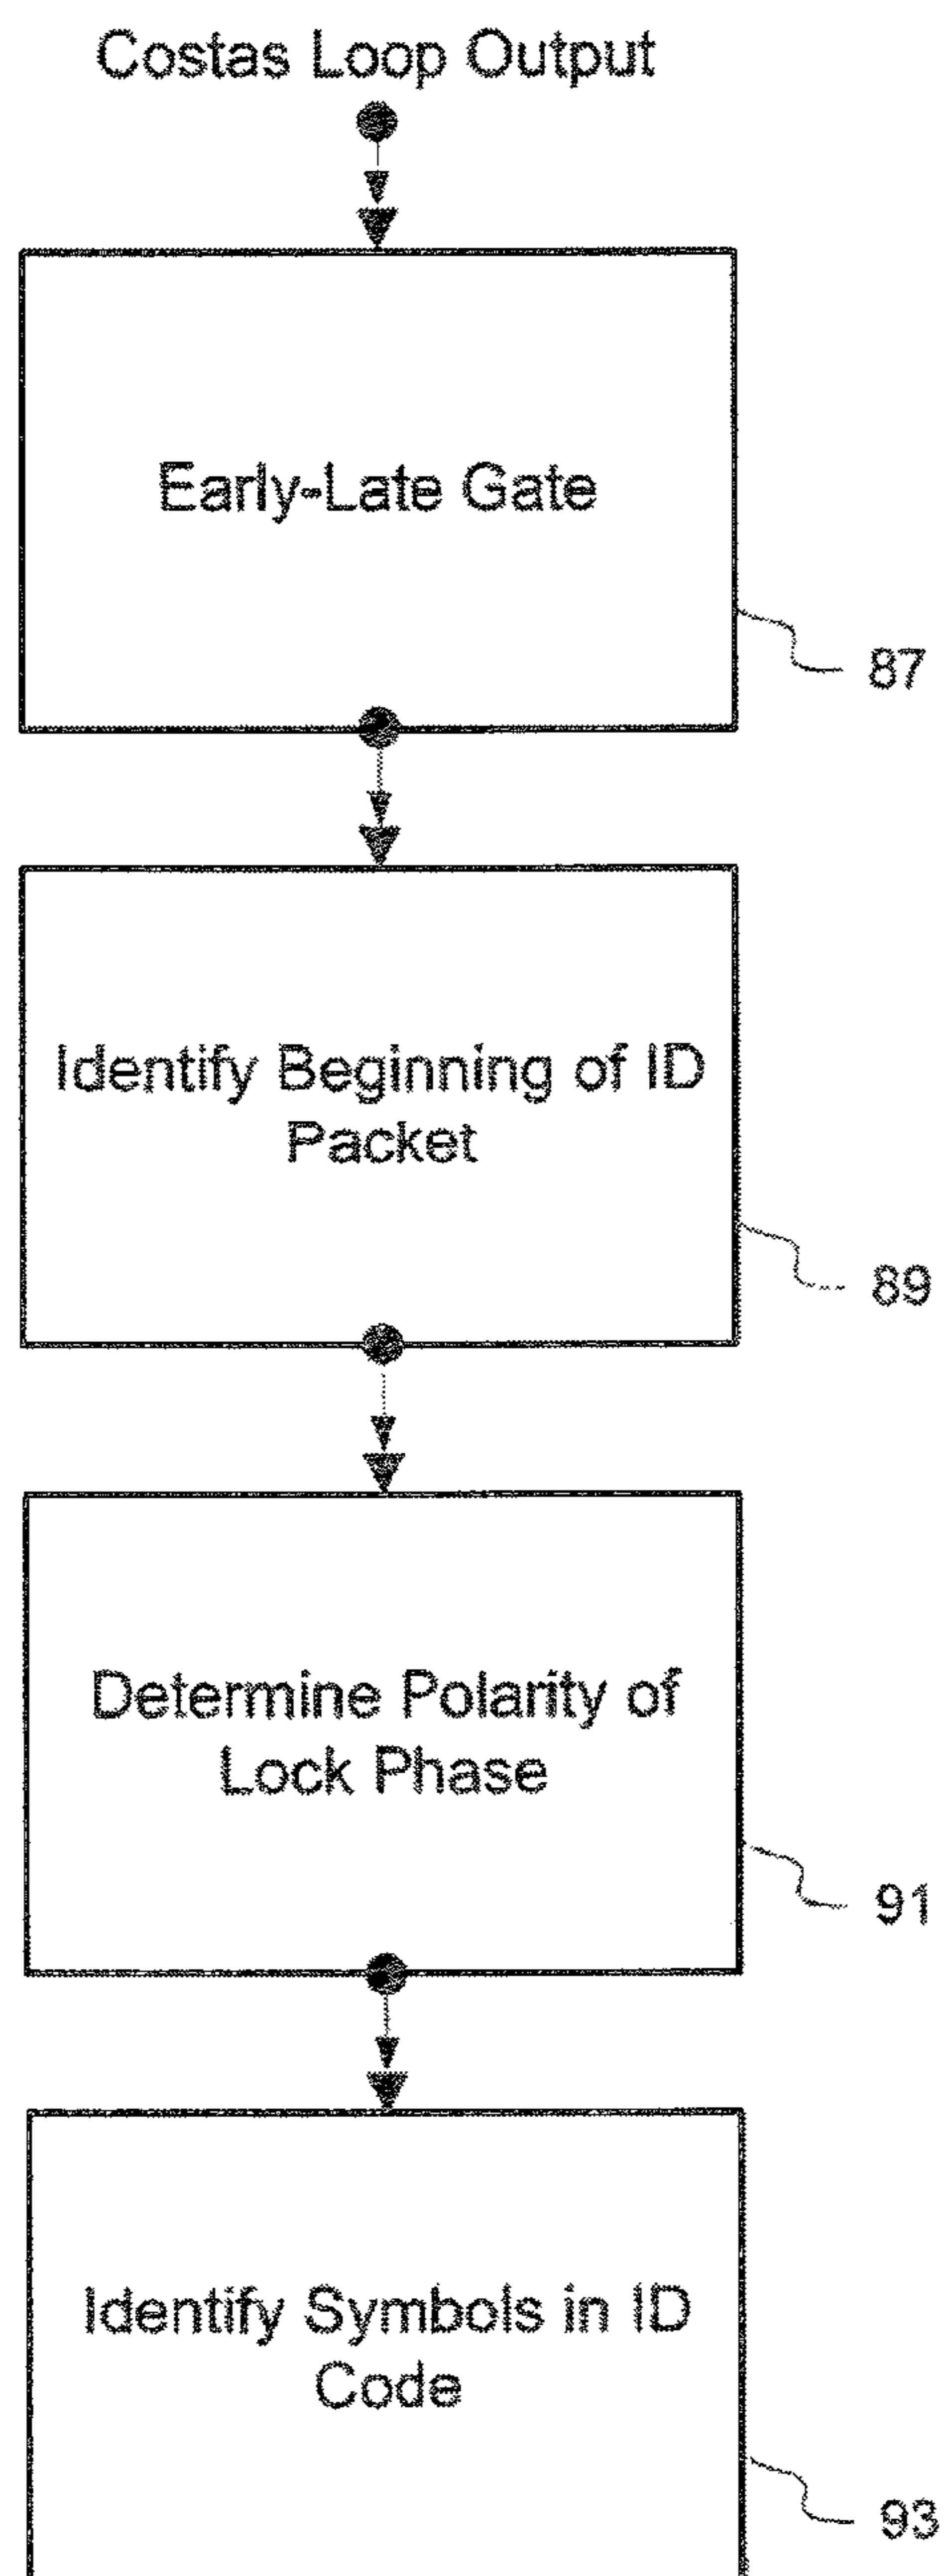 Costas Loop Output
Early-Late Gate
87
Identify Beginning of ID
Packet
89
Determine Polarity of
Lock Phase
91
Identify Symbols in ID
Code
93